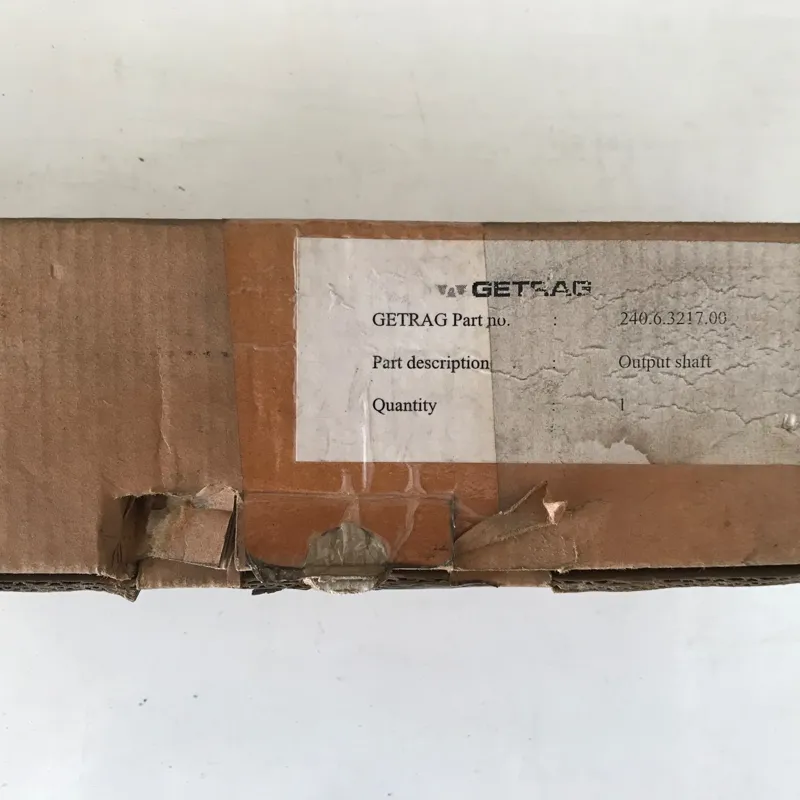 GETRAG
GETRAG Part no. : 240.6.3217.00
Part description : Output shaft
Quantity : 1